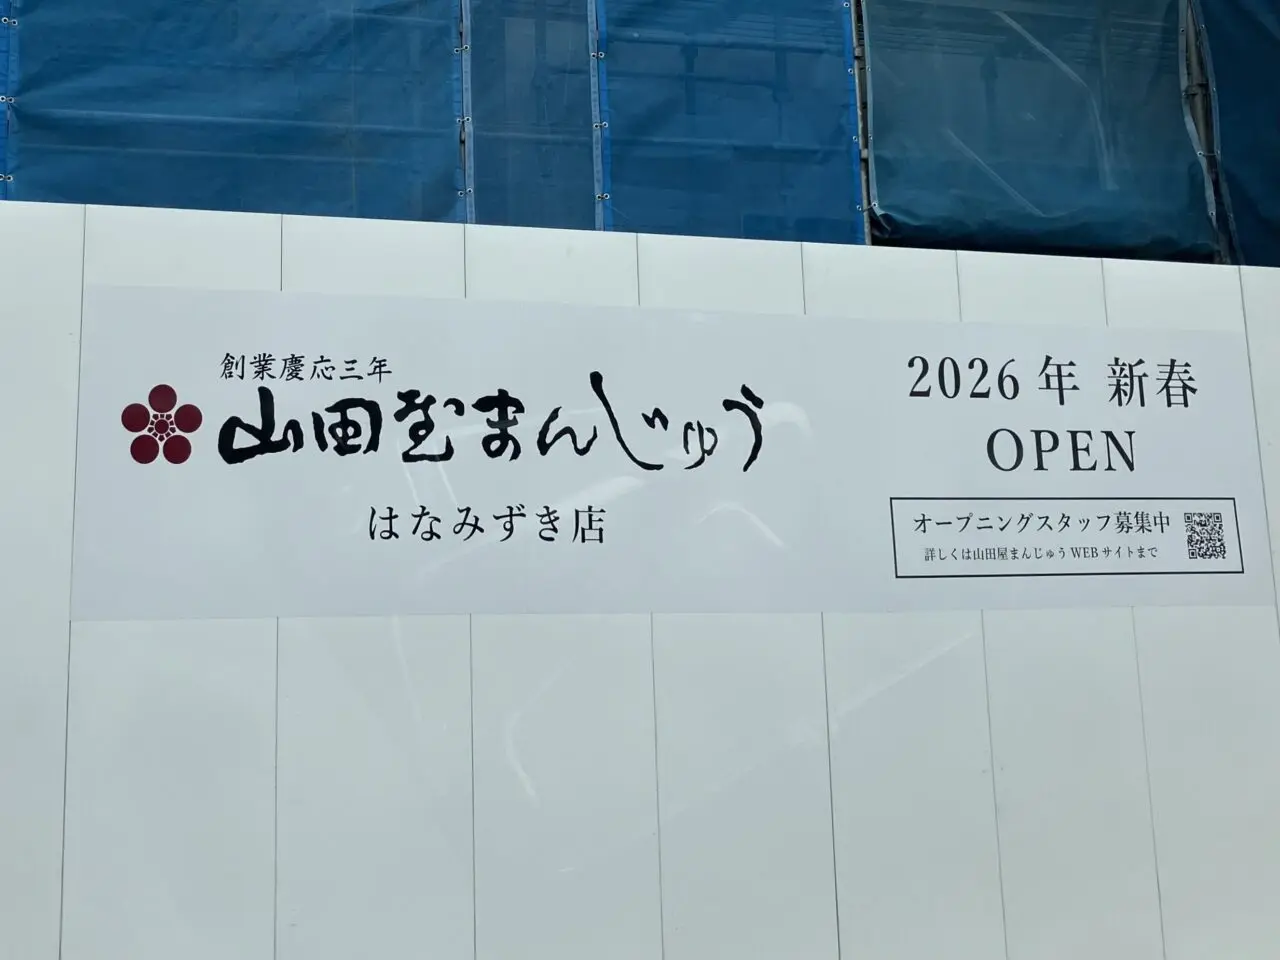 創業慶応三年
山田屋まんじゅう
はなみずき店
2026年 新春
OPEN
オープニングスタッフ募集中
詳しくは山田屋まんじゅうWEBサイトまで